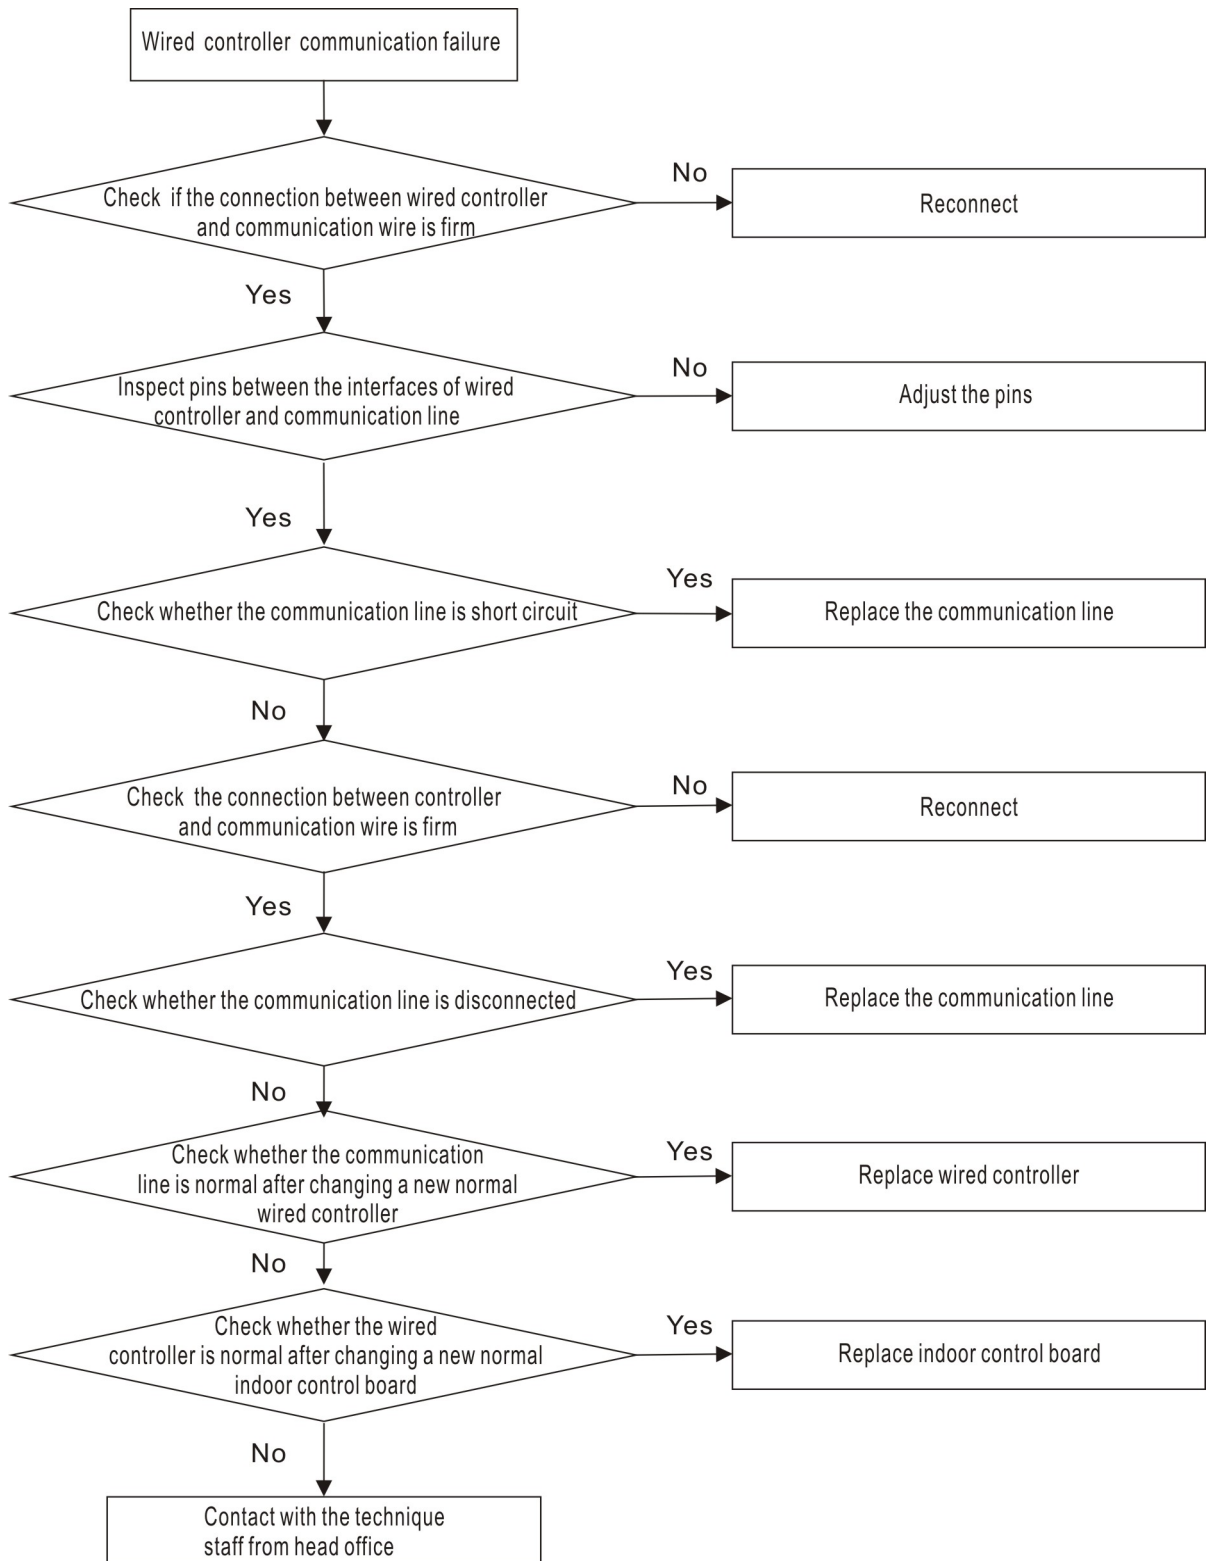 Wired controller communication failure
Check if the connection between wired controller
and communication wire is firm
No
Reconnect
Yes
Inspect pins between the interfaces of wired
controller and communication line
No
Adjust the pins
Yes
Check whether the communication line is short circuit
Yes
Replace the communication line
No
Check the connection between controller
and communication wire is firm
No
Reconnect
Yes
Check whether the communication line is disconnected
Yes
Replace the communication line
No
Check whether the communication
line is normal after changing a new normal
wired controller
Yes
Replace wired controller
No
Check whether the wired
controller is normal after changing a new normal
indoor control board
Yes
Replace indoor control board
No
Contact with the technique
staff from head office